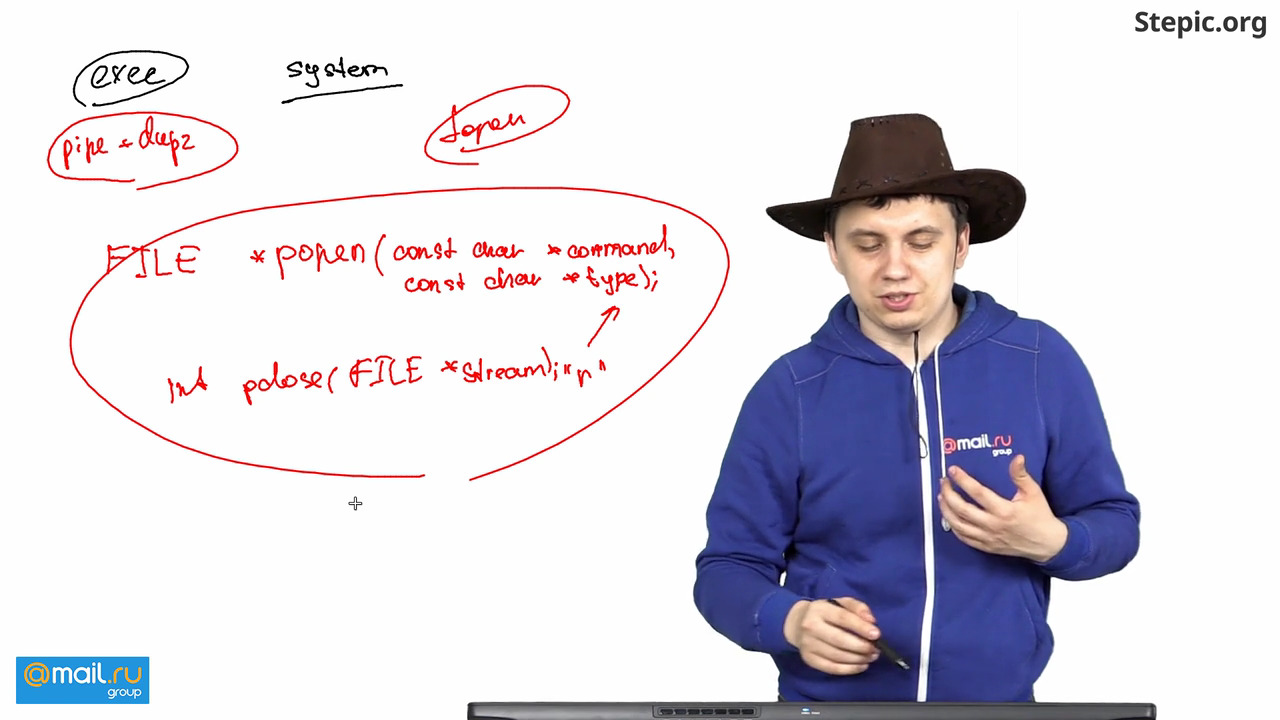 Stepic.org
exec system
pipe + dup2 fopen
FILE *popen(const char *command,
const char *type);
int pclose(FILE *stream); "r"
@mail.ru
group
@mail.ru
group